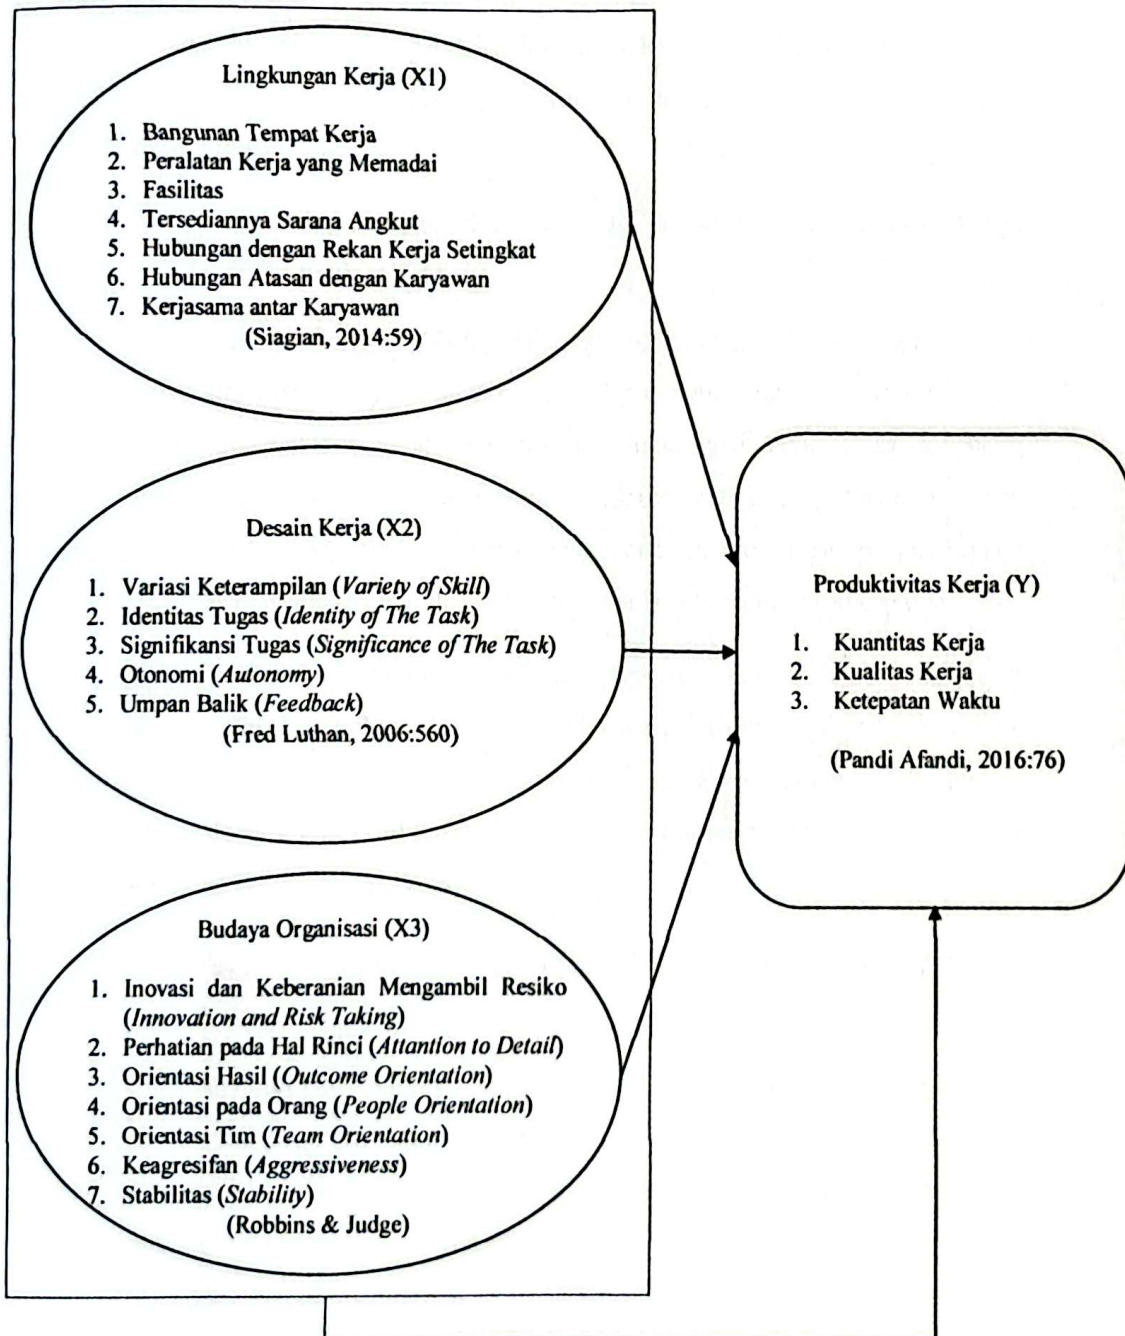 Lingkungan Kerja (X1)
1. Bangunan Tempat Kerja
2. Peralatan Kerja yang Memadai
3. Fasilitas
4. Tersediannya Sarana Angkut
5. Hubungan dengan Rekan Kerja Setingkat
6. Hubungan Atasan dengan Karyawan
7. Kerjasama antar Karyawan
(Siagian, 2014:59)
Desain Kerja (X2)
1. Variasi Keterampilan (Variety of Skill)
2. Identitas Tugas (Identity of The Task)
3. Signifikansi Tugas (Significance of The Task)
4. Otonomi (Autonomy)
5. Umpan Balik (Feedback)
(Fred Luthan, 2006:560)
Budaya Organisasi (X3)
1. Inovasi dan Keberanian Mengambil Resiko
(Innovation and Risk Taking)
2. Perhatian pada Hal Rinci (Attantion to Detail)
3. Orientasi Hasil (Outcome Orientation)
4. Orientasi pada Orang (People Orientation)
5. Orientasi Tim (Team Orientation)
6. Keagresifan (Aggressiveness)
7. Stabilitas (Stability)
(Robbins & Judge)
Produktivitas Kerja (Y)
1. Kuantitas Kerja
2. Kualitas Kerja
3. Ketepatan Waktu
(Pandi Afandi, 2016:76)